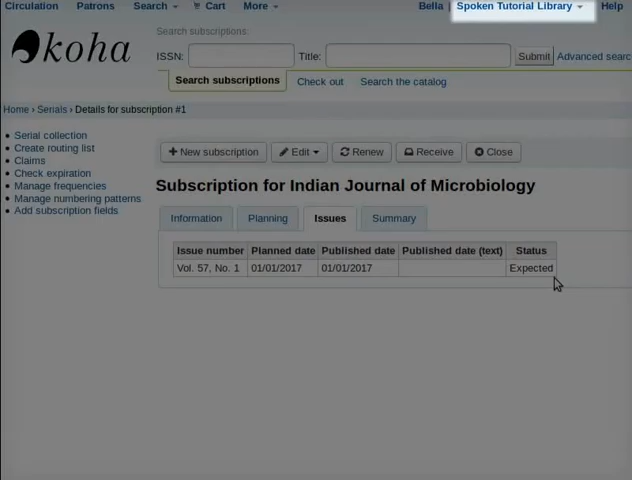 Circulation Patrons Search Cart More Bella | Spoken Tutorial Library Help
koha
Search subscriptions:
ISSN: Title: Submit Advanced searc
Search subscriptions Check out Search the catalog
Home › Serials › Details for subscription #1
Serial collection
Create routing list
Claims
Check expiration
Manage frequencies
Manage numbering patterns
Add subscription fields
+ New subscription Edit Renew Receive Close
Subscription for Indian Journal of Microbiology
Information Planning Issues Summary
Issue number Planned date Published date Published date (text) Status
Vol. 57, No. 1 01/01/2017 01/01/2017 Expected